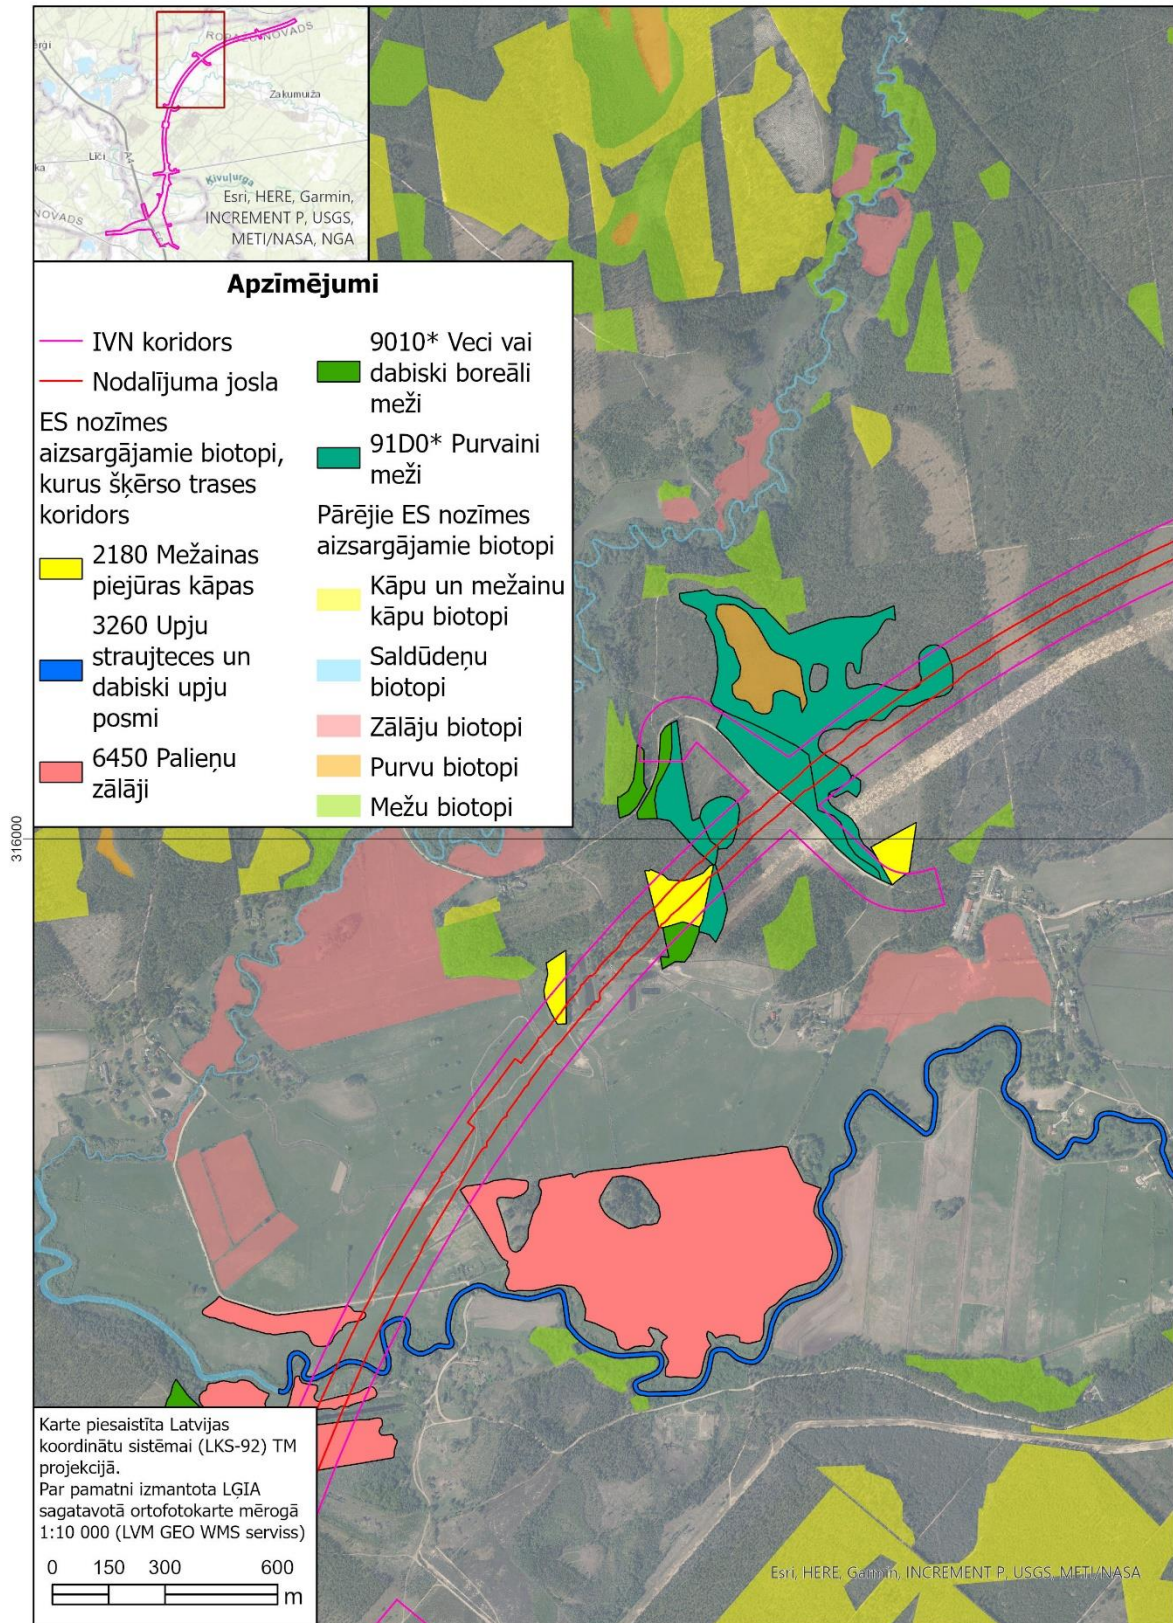 ROPAŽU NOVADS
Zakumuiža
Līči
A4
Ķivuļurga
NOVADS
Esri, HERE, Garmin,
INCREMENT P, USGS,
METI/NASA, NGA
Apzīmējumi
IVN koridors
Nodalījuma josla
ES nozīmes
aizsargājamie biotopi,
kurus šķērso trases
koridors
2180 Mežainas
piejūras kāpas
3260 Upju
straujteces un
dabiski upju
posmi
6450 Palieņu
zālāji
9010* Veci vai
dabiski boreāli
meži
91D0* Purvaini
meži
Pārējie ES nozīmes
aizsargājamie biotopi
Kāpu un mežainu
kāpu biotopi
Saldūdeņu
biotopi
Zālāju biotopi
Purvu biotopi
Mežu biotopi
316000
Karte piesaistīta Latvijas
koordinātu sistēmai (LKS-92) TM
projekcijā.
Par pamatni izmantota LĢIA
sagatavotā ortofotokarte mērogā
1:10 000 (LVM GEO WMS serviss)
0 150 300 600
m
Esri, HERE, Garmin, INCREMENT P, USGS, METI/NASA